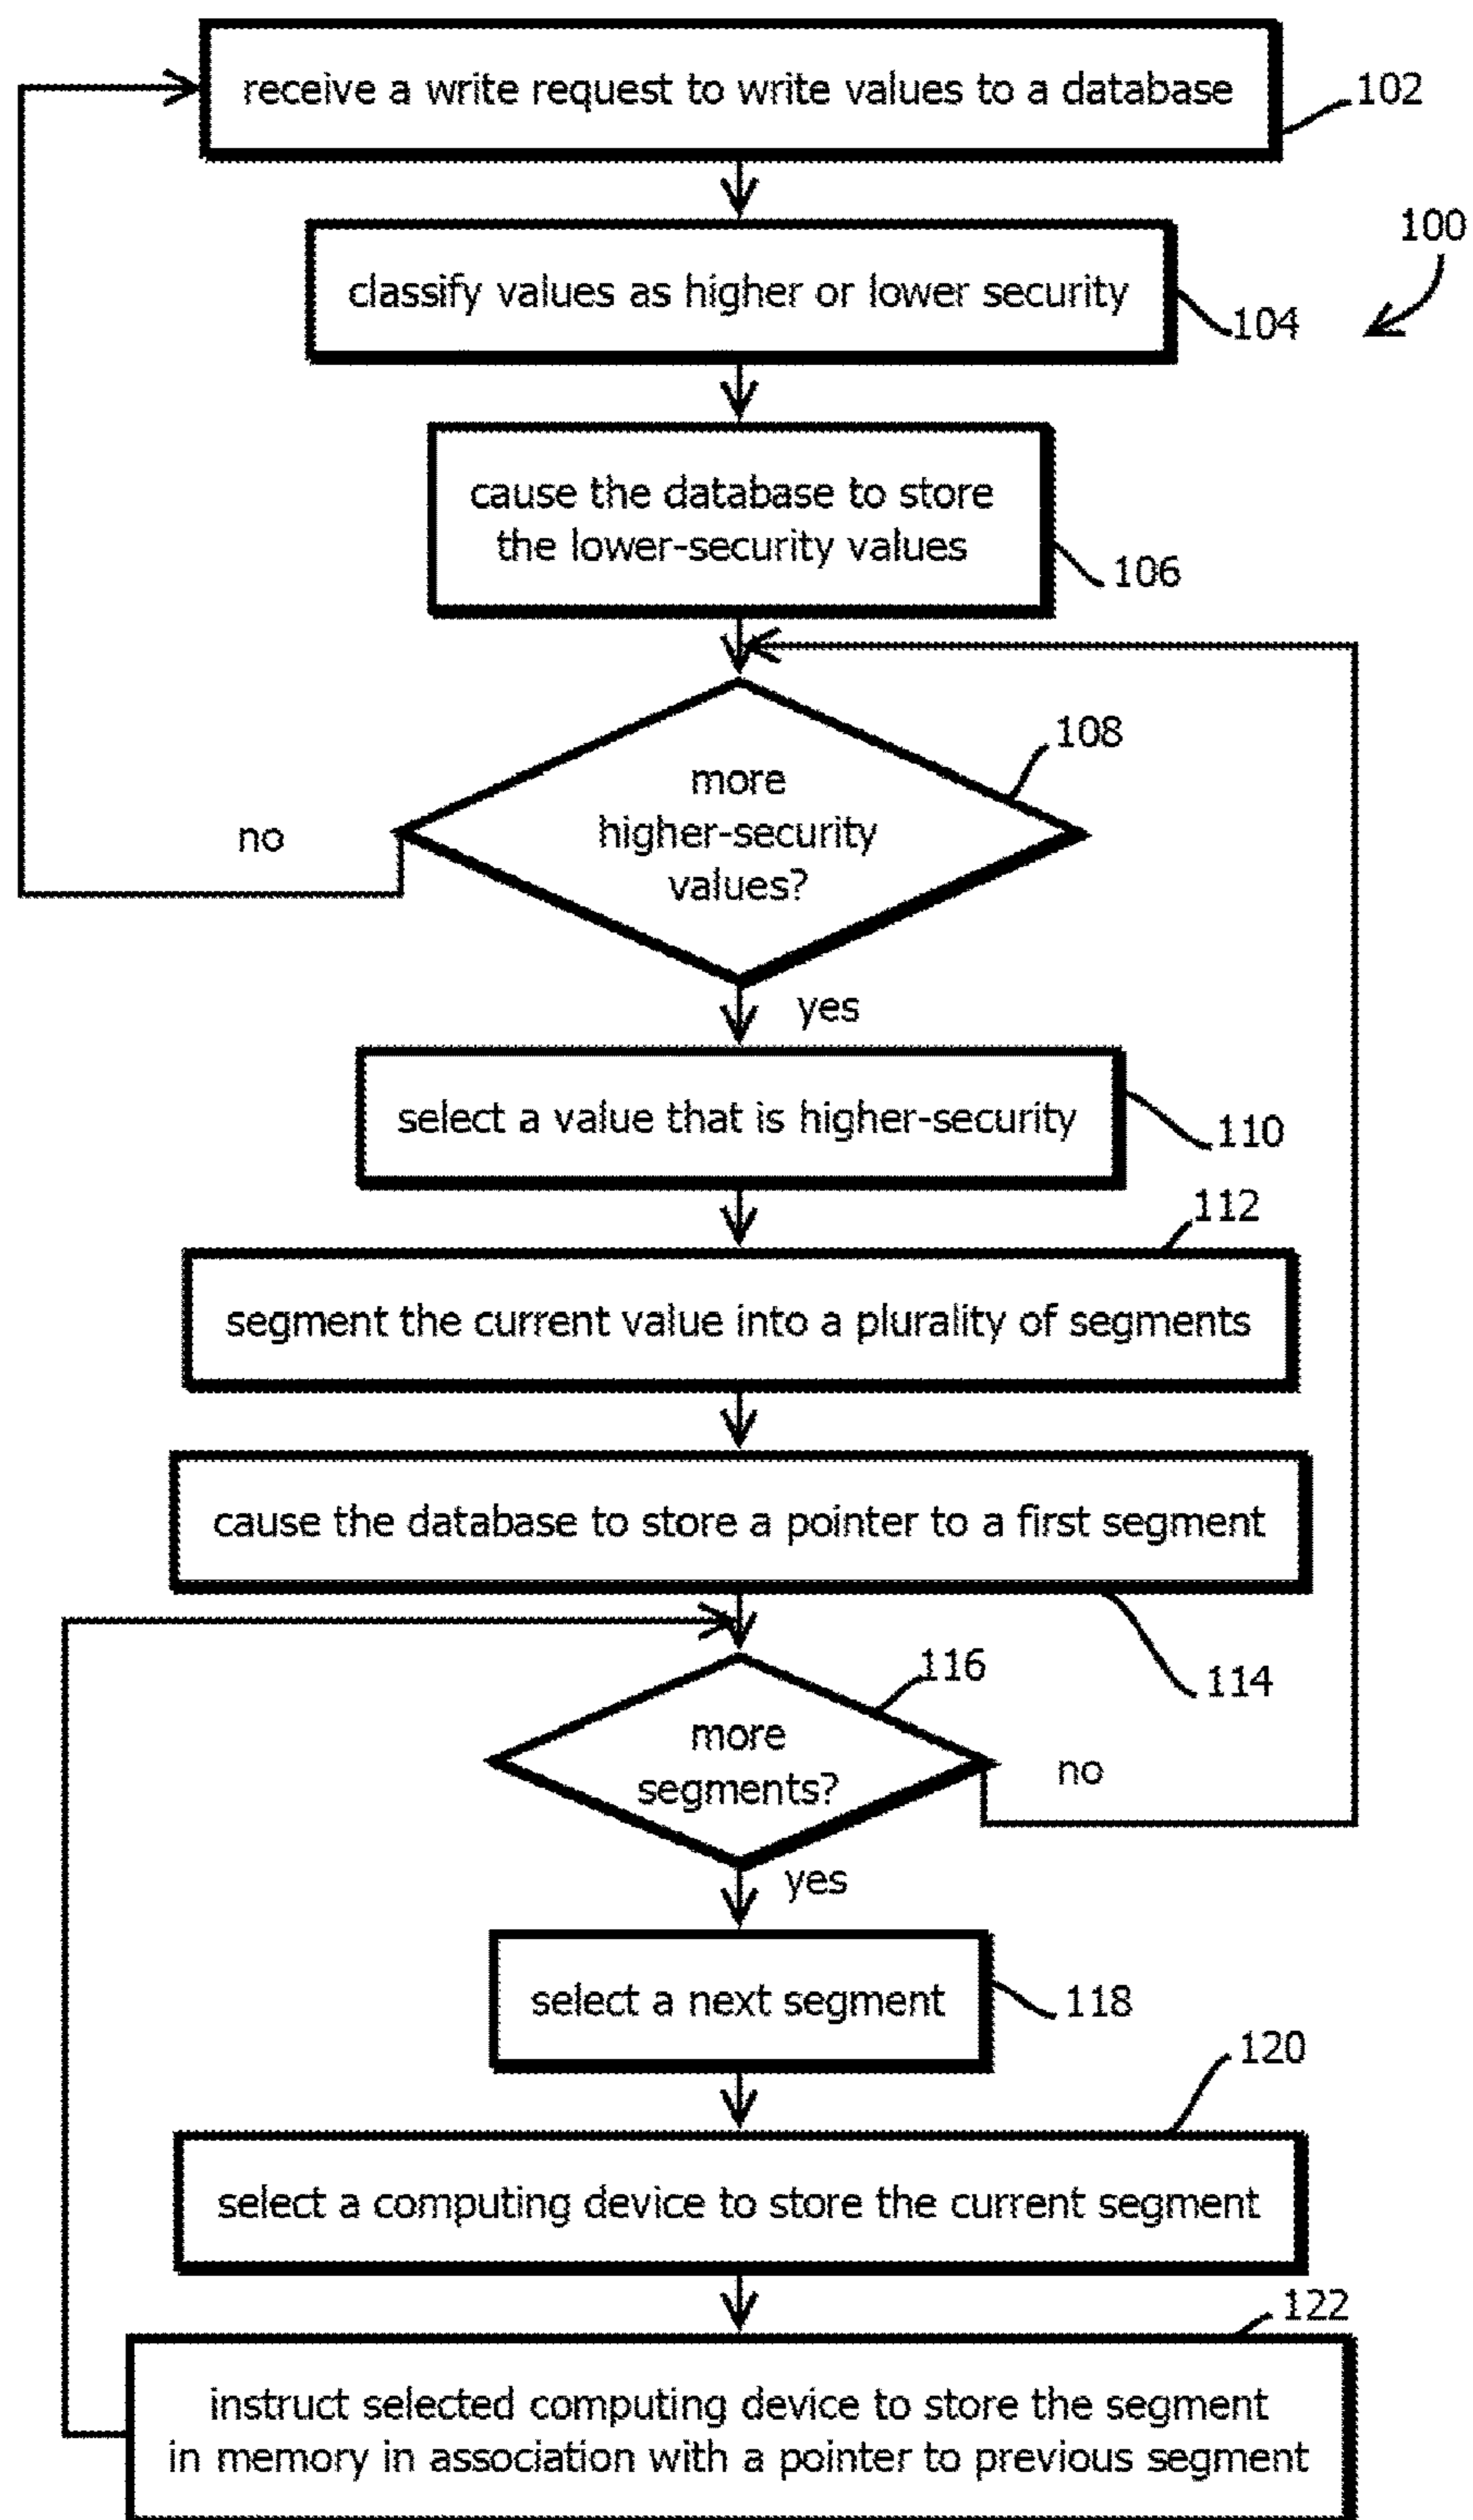 receive a write request to write values to a database
102
100
classify values as higher or lower security
104
cause the database to store
the lower-security values
106
108
more
higher-security
values?
no
yes
select a value that is higher-security
110
112
segment the current value into a plurality of segments
cause the database to store a pointer to a first segment
114
116
more
segments?
no
yes
select a next segment
118
120
select a computing device to store the current segment
122
instruct selected computing device to store the segment
in memory in association with a pointer to previous segment